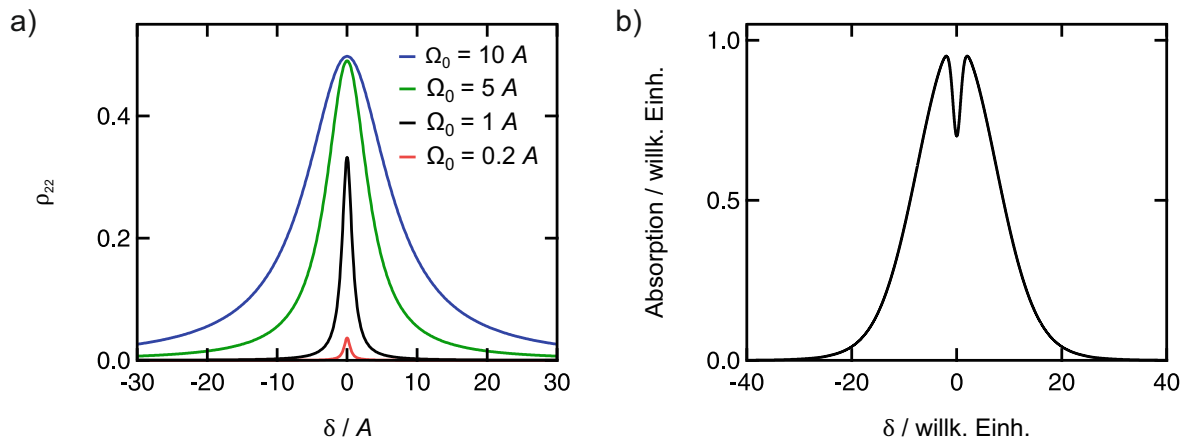 a)
Ω₀ = 10 A
Ω₀ = 5 A
Ω₀ = 1 A
Ω₀ = 0.2 A
ρ₂₂
0.4
0.2
0.0
-30 -20 -10 0 10 20 30
δ / A
b)
Absorption / willk. Einh.
1.0
0.5
0.0
-40 -20 0 20 40
δ / willk. Einh.